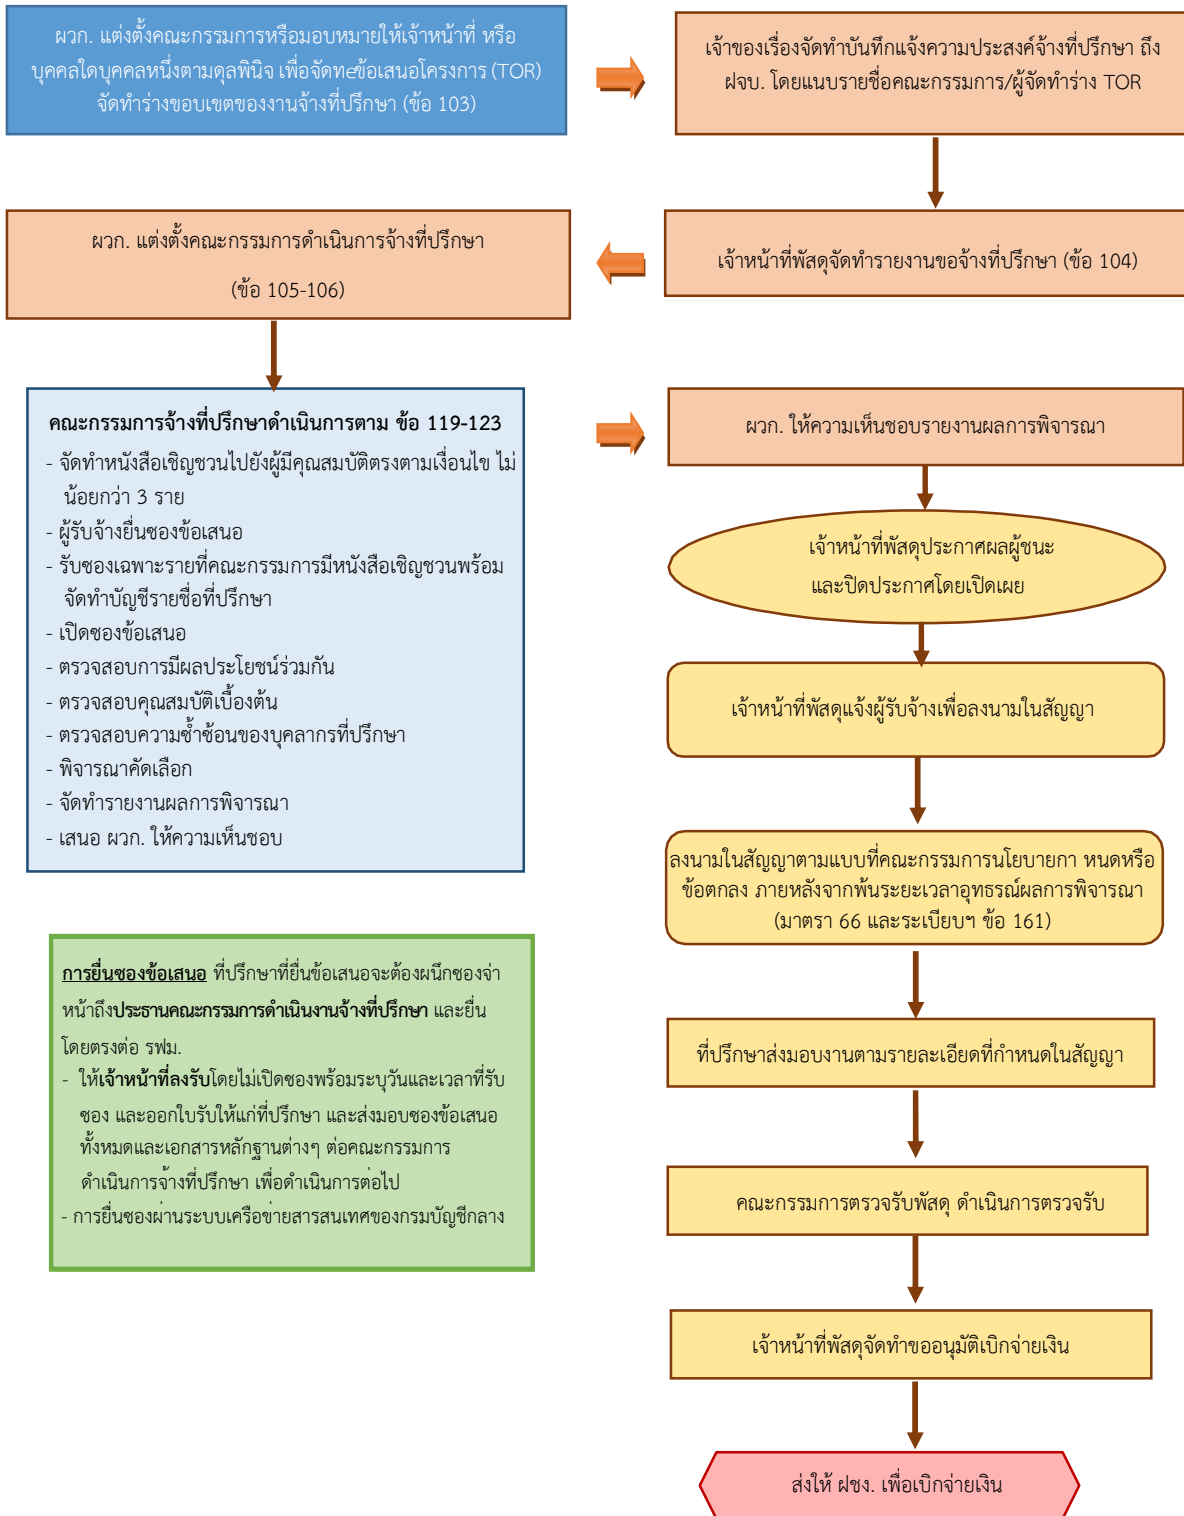 ผวก. แต่งตั้งคณะกรรมการหรือมอบหมายให้เจ้าหน้าที่ หรือ
บุคคลใดบุคคลหนึ่งตามดุลพินิจ เพื่อจัดทeข้อเสนอโครงการ (TOR)
จัดทำร่างขอบเขตของงานจ้างที่ปรึกษา (ข้อ 103)
เจ้าของเรื่องจัดทำบันทึกแจ้งความประสงค์จ้างที่ปรึกษา ถึง
ฝจบ. โดยแนบรายชื่อคณะกรรมการ/ผู้จัดทำร่าง TOR
เจ้าหน้าที่พัสดุจัดทำรายงานขอจ้างที่ปรึกษา (ข้อ 104)
ผวก. แต่งตั้งคณะกรรมการดำเนินการจ้างที่ปรึกษา
(ข้อ 105-106)
คณะกรรมการจ้างที่ปรึกษาดำเนินการตาม ข้อ 119-123
- จัดทำหนังสือเชิญชวนไปยังผู้มีคุณสมบัติตรงตามเงื่อนไข ไม่
น้อยกว่า 3 ราย
- ผู้รับจ้างยื่นซองข้อเสนอ
- รับซองเฉพาะรายที่คณะกรรมการมีหนังสือเชิญชวนพร้อม
จัดทำบัญชีรายชื่อที่ปรึกษา
- เปิดซองข้อเสนอ
- ตรวจสอบการมีผลประโยชน์ร่วมกัน
- ตรวจสอบคุณสมบัติเบื้องต้น
- ตรวจสอบความซ้ำซ้อนของบุคลากรที่ปรึกษา
- พิจารณาคัดเลือก
- จัดทำรายงานผลการพิจารณา
- เสนอ ผวก. ให้ความเห็นชอบ
ผวก. ให้ความเห็นชอบรายงานผลการพิจารณา
เจ้าหน้าที่พัสดุประกาศผลผู้ชนะ
และปิดประกาศโดยเปิดเผย
เจ้าหน้าที่พัสดุแจ้งผู้รับจ้างเพื่อลงนามในสัญญา
ลงนามในสัญญาตามแบบที่คณะกรรมการนโยบายกา หนดหรือ
ข้อตกลง ภายหลังจากพ้นระยะเวลาอุทธรณ์ผลการพิจารณา
(มาตรา 66 และระเบียบฯ ข้อ 161)
ที่ปรึกษาส่งมอบงานตามรายละเอียดที่กำหนดในสัญญา
คณะกรรมการตรวจรับพัสดุ ดำเนินการตรวจรับ
เจ้าหน้าที่พัสดุจัดทำขออนุมัติเบิกจ่ายเงิน
ส่งให้ ฝชง. เพื่อเบิกจ่ายเงิน
การยื่นซองข้อเสนอ ที่ปรึกษาที่ยื่นข้อเสนอจะต้องผนึกซองจ่า
หน้าถึงประธานคณะกรรมการดำเนินงานจ้างที่ปรึกษา และยื่น
โดยตรงต่อ รฟม.
- ให้เจ้าหน้าที่ลงรับโดยไม่เปิดซองพร้อมระบุวันและเวลาที่รับ
ซอง และออกใบรับให้แก่ที่ปรึกษา และส่งมอบซองข้อเสนอ
ทั้งหมดและเอกสารหลักฐานต่างๆ ต่อคณะกรรมการ
ดำเนินการจ้างที่ปรึกษา เพื่อดำเนินการต่อไป
- การยื่นซองผ่านระบบเครือข่ายสารสนเทศของกรมบัญชีกลาง